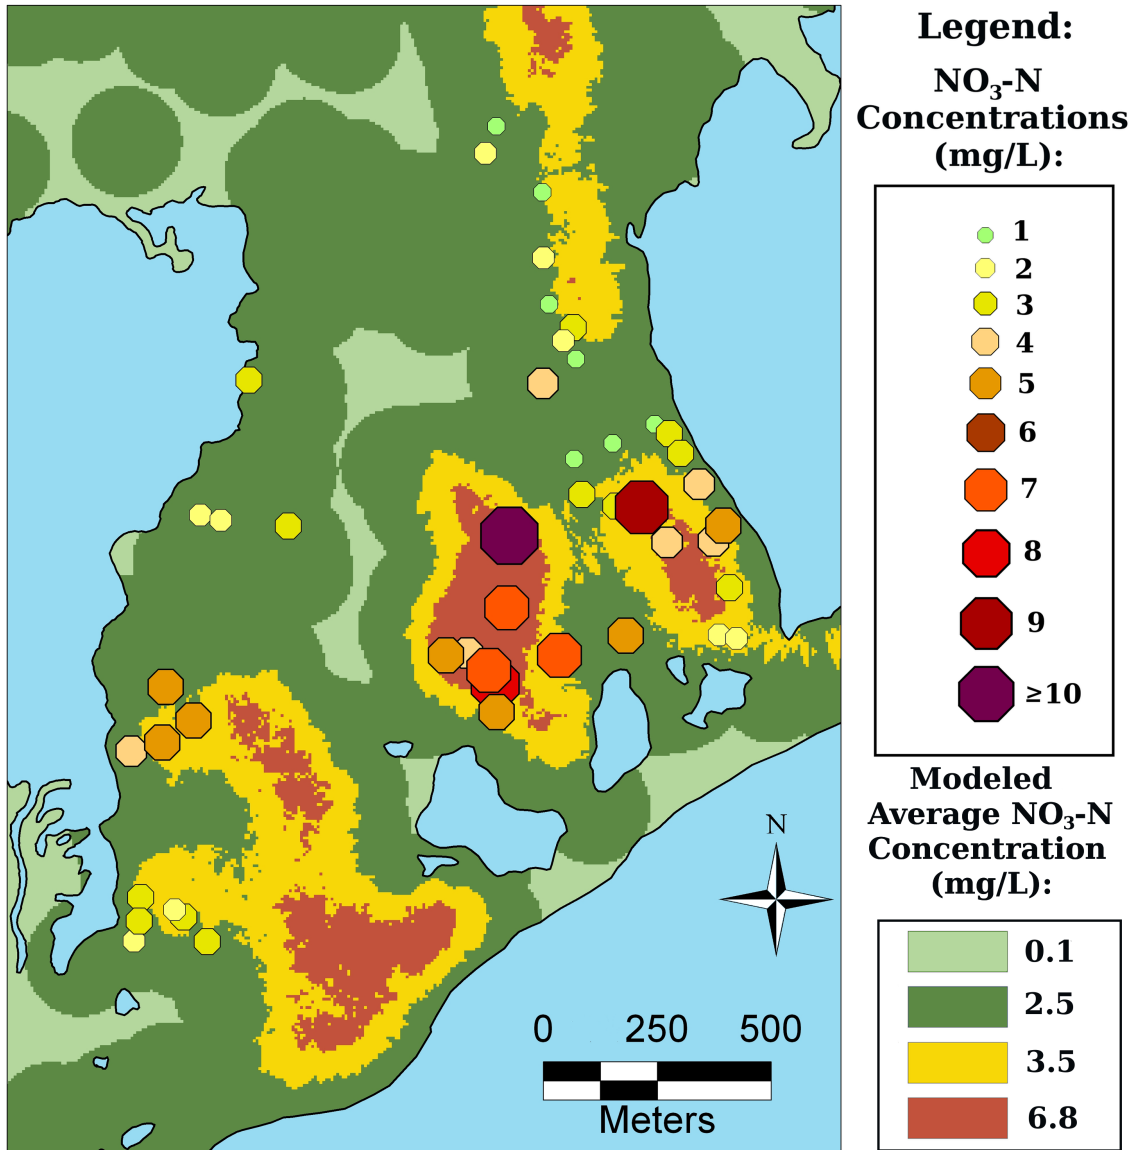 Legend:
NO₃-N
Concentrations
(mg/L):
1
2
3
4
5
6
7
8
9
≥10
Modeled
Average NO₃-N
Concentration
(mg/L):
0.1
2.5
3.5
6.8
N
0 250 500
Meters